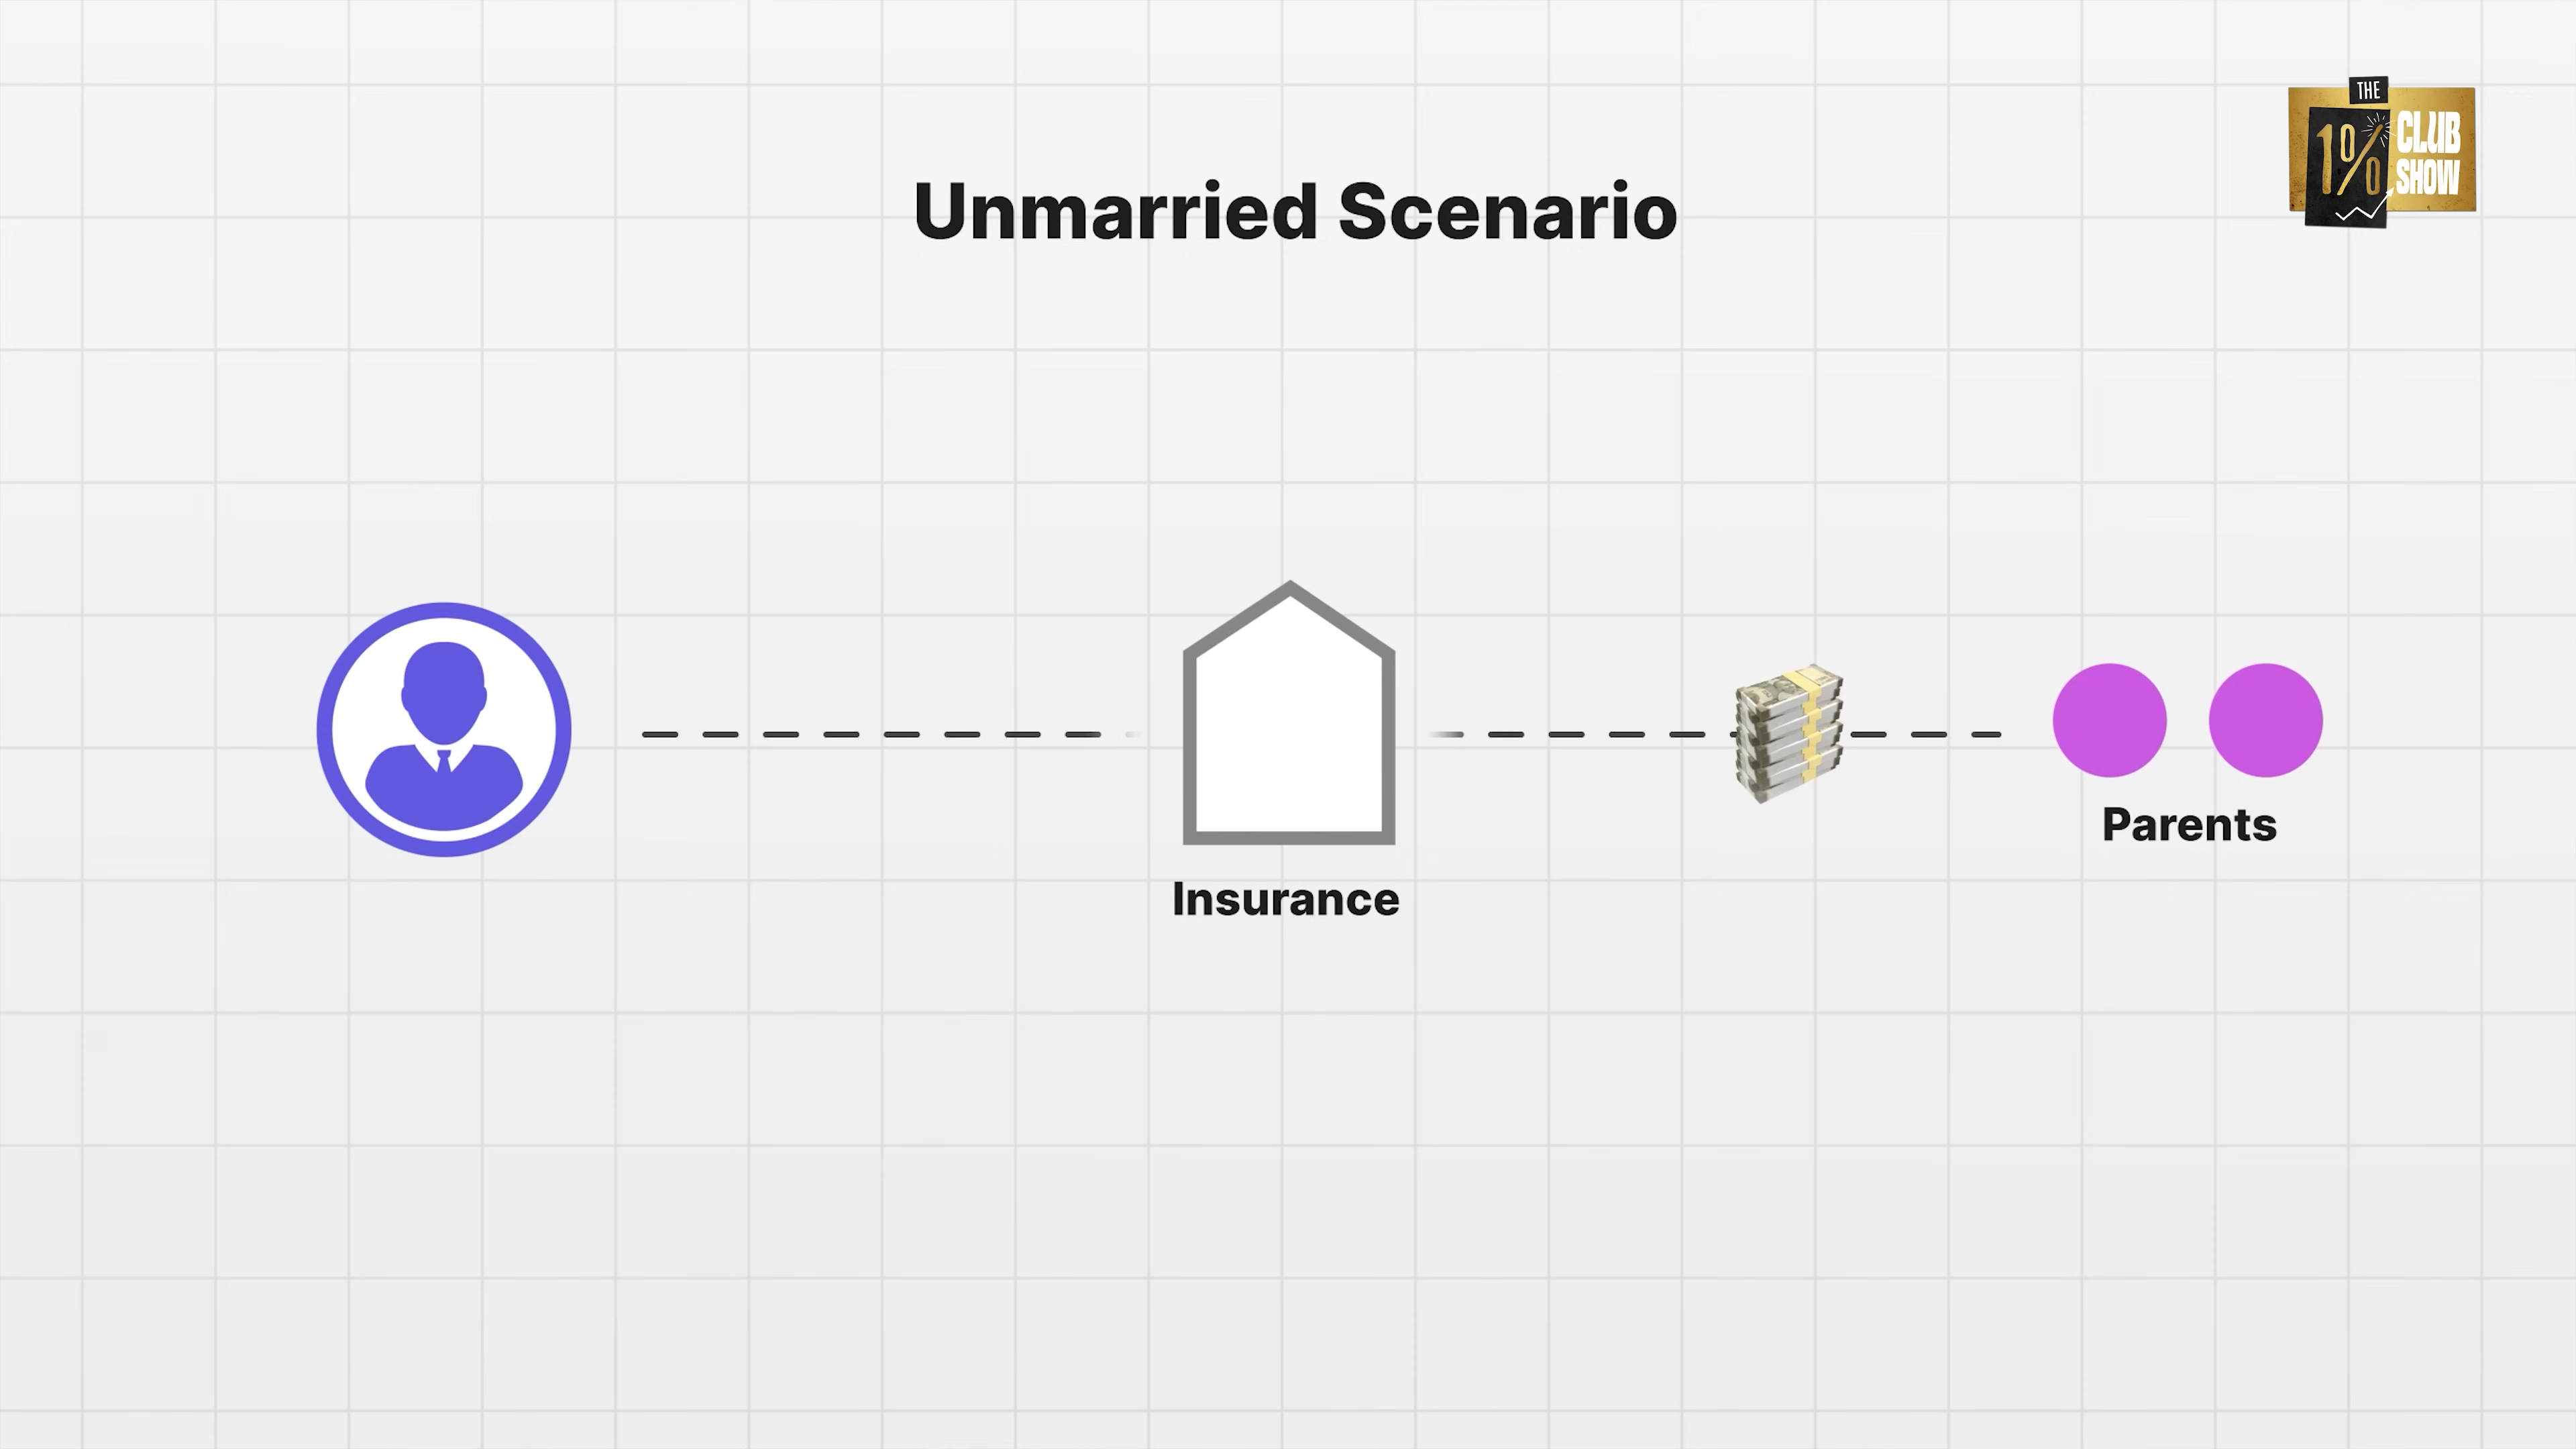 THE
1% CLUB
SHOW
Unmarried Scenario
Parents
Insurance